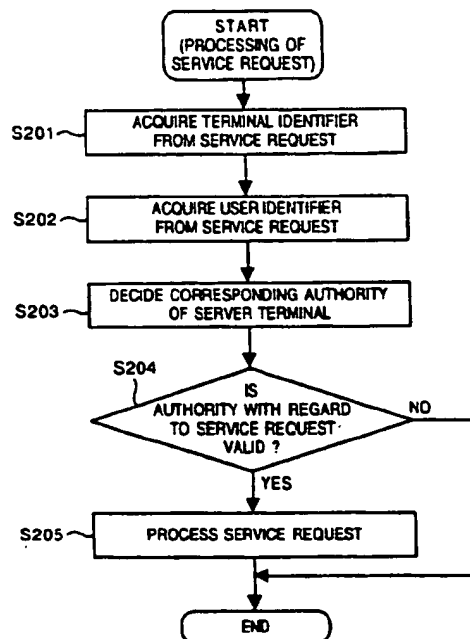 START
(PROCESSING OF
SERVICE REQUEST)
S201
ACQUIRE TERMINAL IDENTIFIER
FROM SERVICE REQUEST
S202
ACQUIRE USER IDENTIFIER
FROM SERVICE REQUEST
S203
DECIDE CORRESPONDING AUTHORITY
OF SERVER TERMINAL
S204
IS
AUTHORITY WITH REGARD
TO SERVICE REQUEST
VALID ?
NO
YES
S205
PROCESS SERVICE REQUEST
END